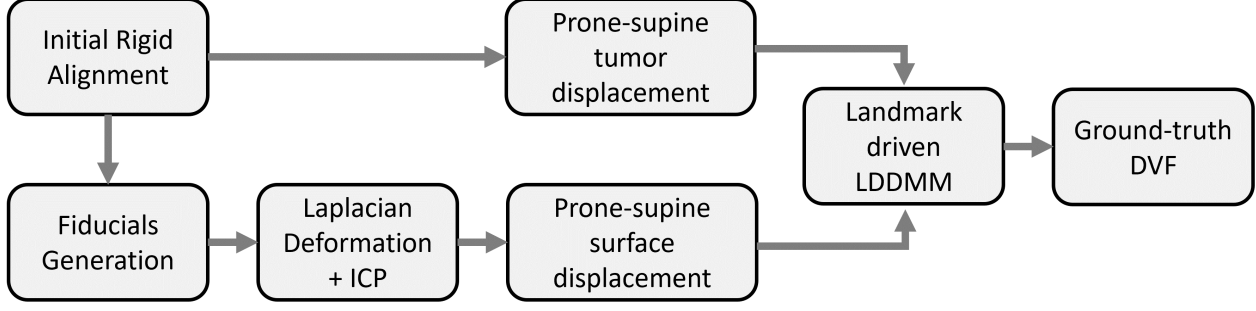 Initial Rigid
Alignment
Prone-supine
tumor
displacement
Landmark
driven
LDDMM
Ground-truth
DVF
Fiducials
Generation
Laplacian
Deformation
+ ICP
Prone-supine
surface
displacement